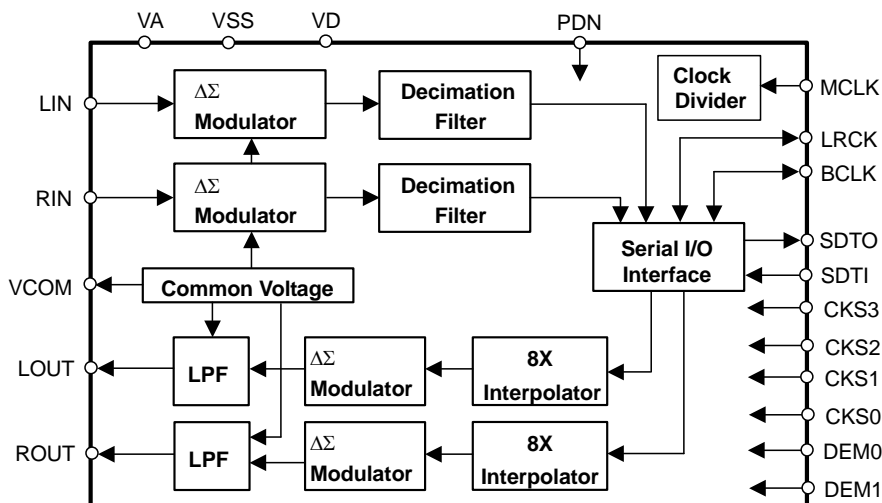 VA VSS VD PDN
LIN
ΔΣ
Modulator
Decimation
Filter
Clock
Divider
MCLK
LRCK
BCLK
RIN
ΔΣ
Modulator
Decimation
Filter
Serial I/O
Interface
SDTO
SDTI
VCOM
Common Voltage
CKS3
LOUT
LPF
ΔΣ
Modulator
8X
Interpolator
CKS2
CKS1
CKS0
ROUT
LPF
ΔΣ
Modulator
8X
Interpolator
DEM0
DEM1